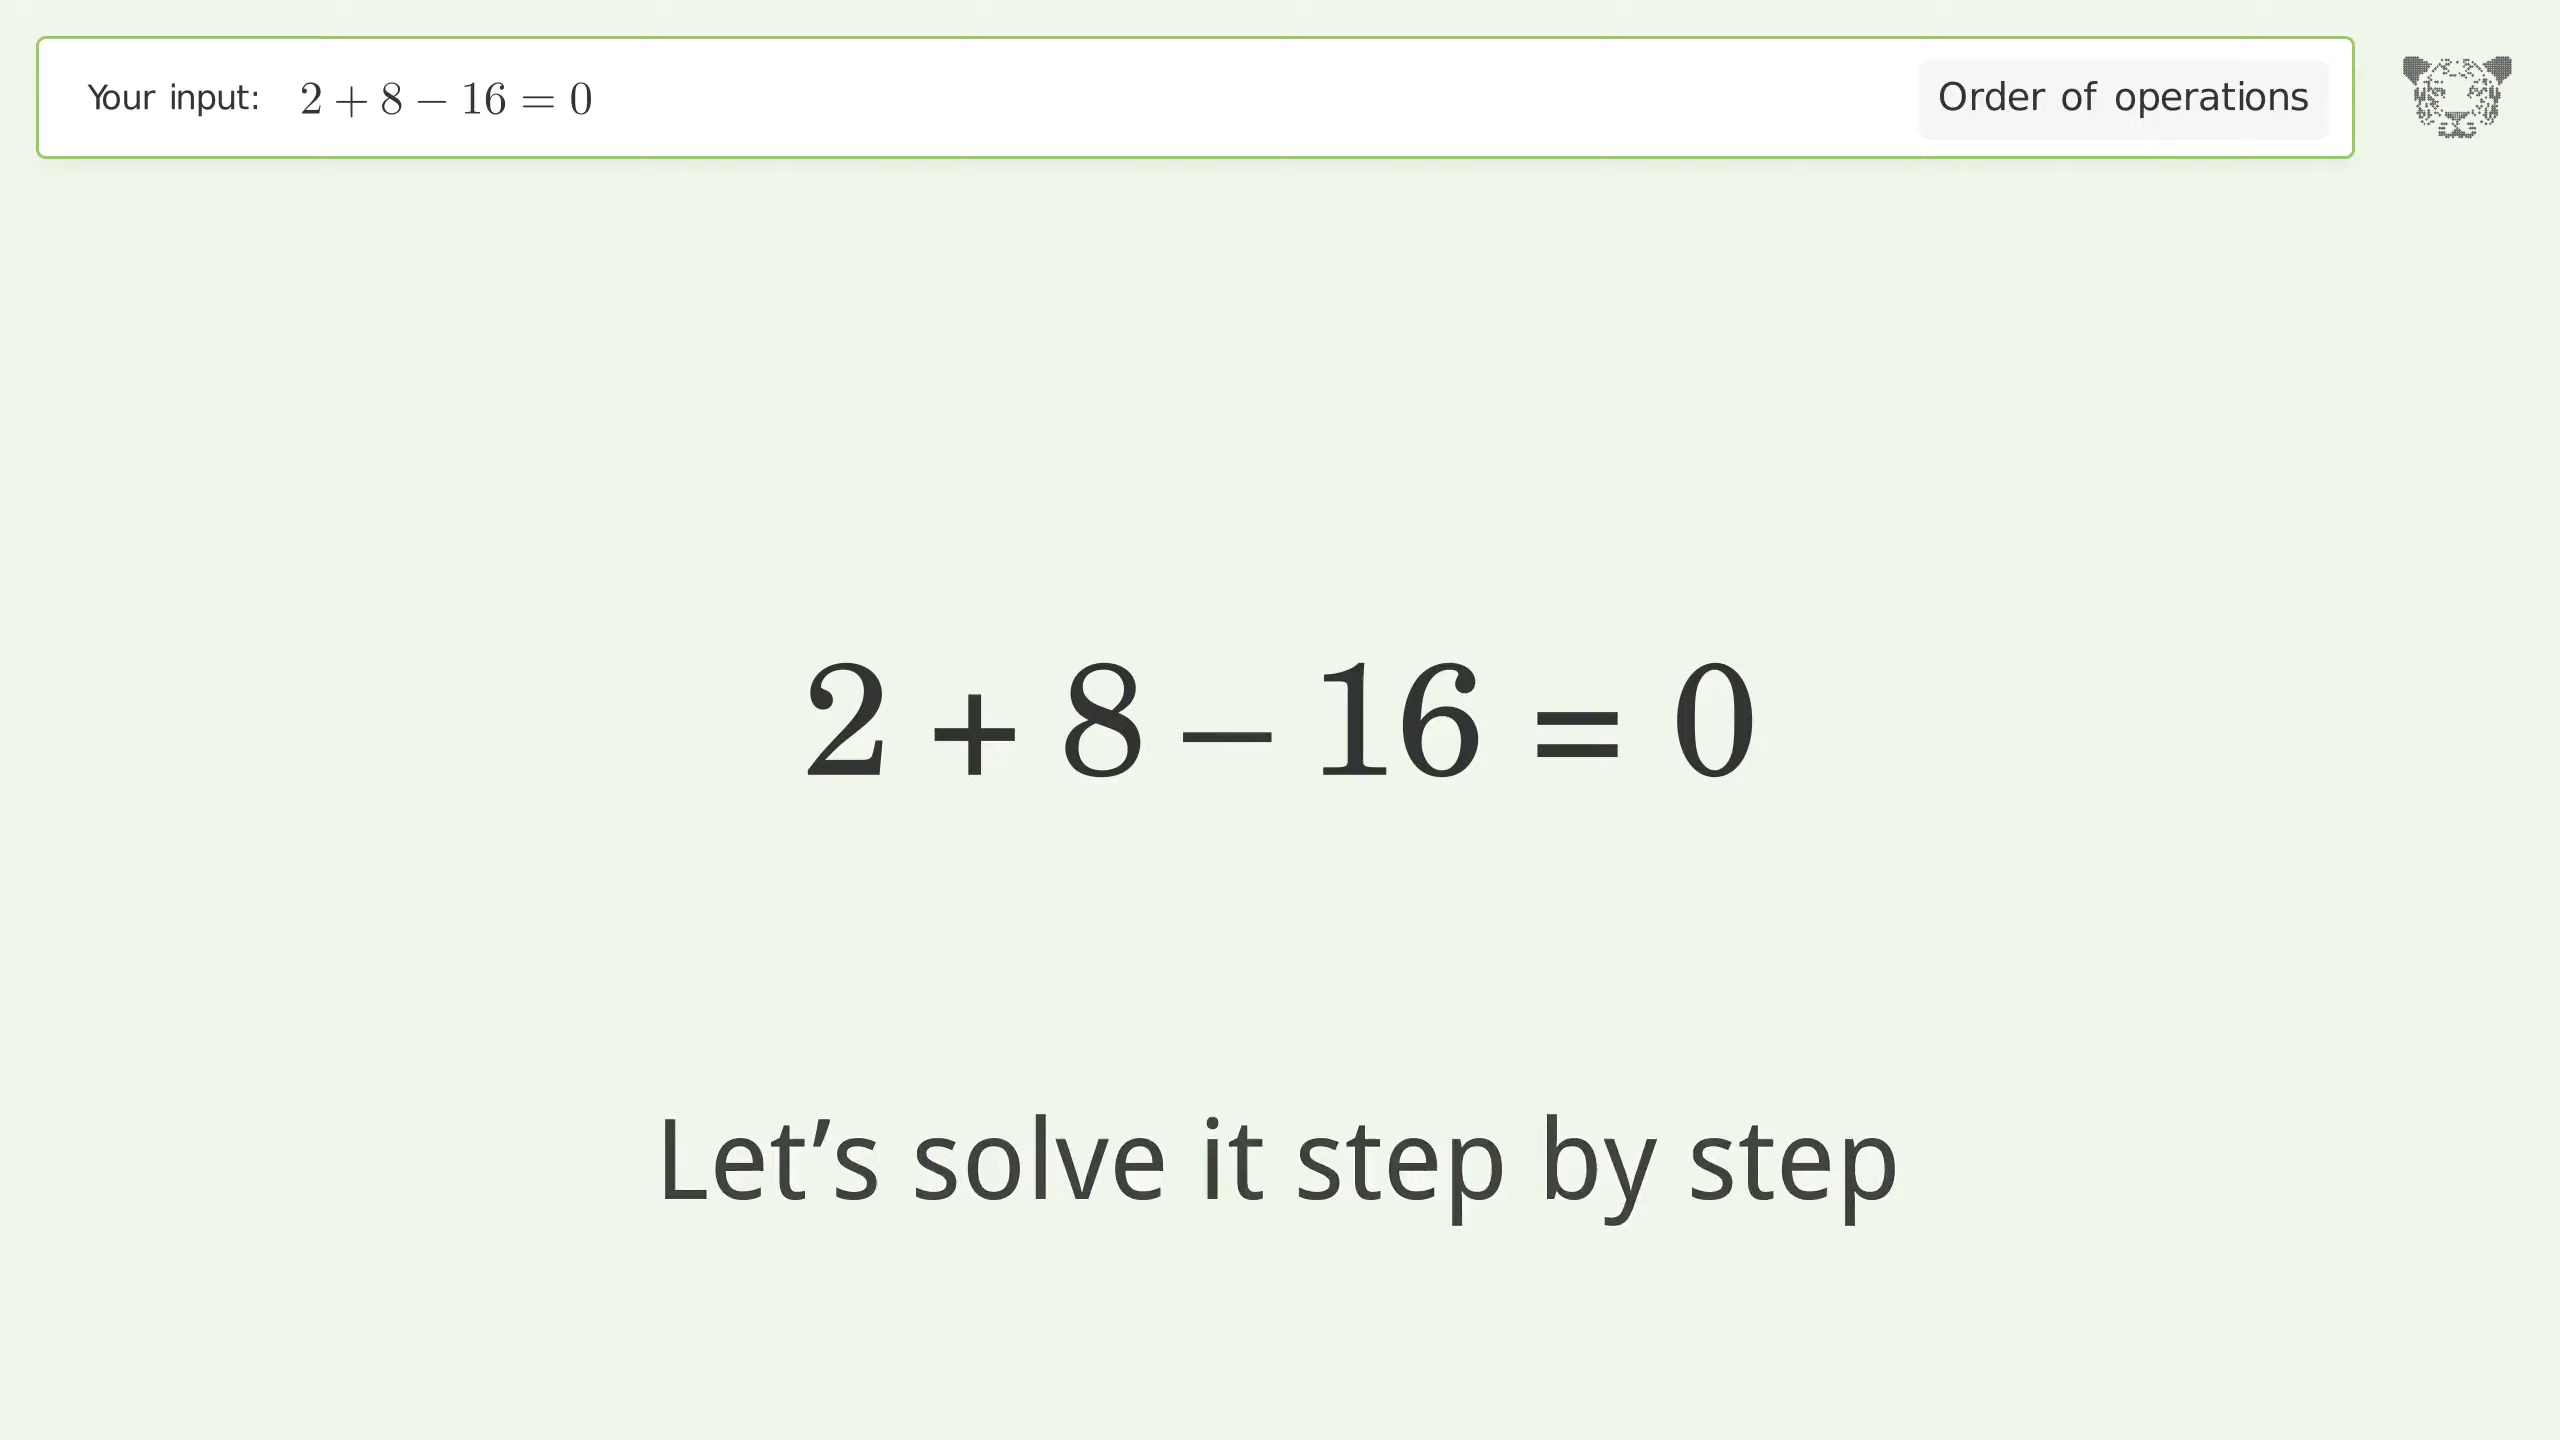 Your input: 2 + 8 − 16 = 0
Order of operations
2 + 8 − 16 = 0
Let’s solve it step by step